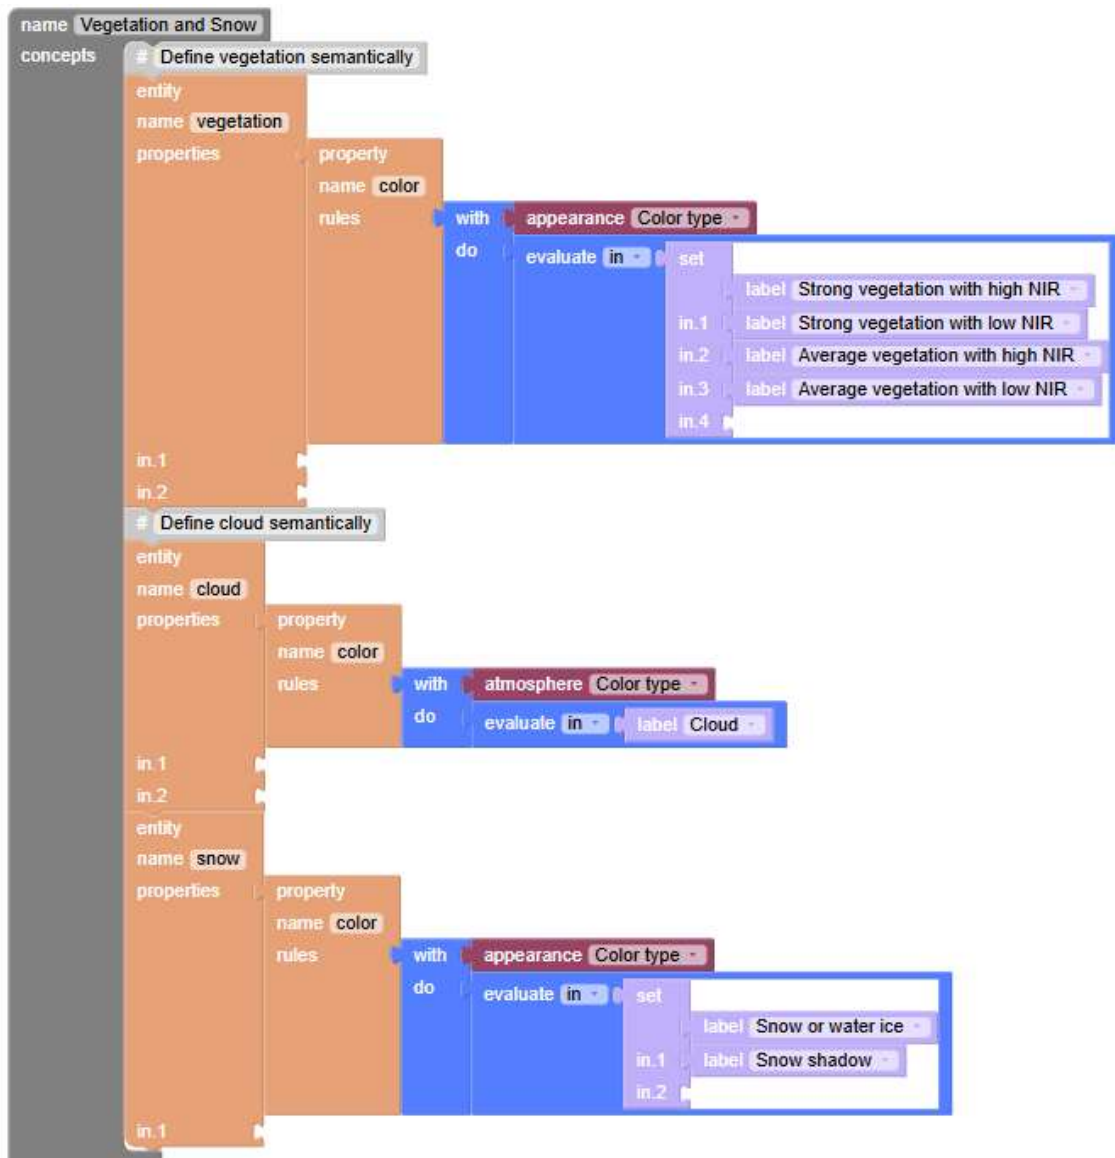 name Vegetation and Snow
concepts # Define vegetation semantically
entity
name vegetation
properties property
name color
rules with appearance Color type
do evaluate in set
label Strong vegetation with high NIR
in.1 label Strong vegetation with low NIR
in.2 label Average vegetation with high NIR
in.3 label Average vegetation with low NIR
in.4
in.1
in.2
# Define cloud semantically
entity
name cloud
properties property
name color
rules with atmosphere Color type
do evaluate in label Cloud
in.1
in.2
entity
name snow
properties property
name color
rules with appearance Color type
do evaluate in set
label Snow or water ice
in.1 label Snow shadow
in.2
in.1